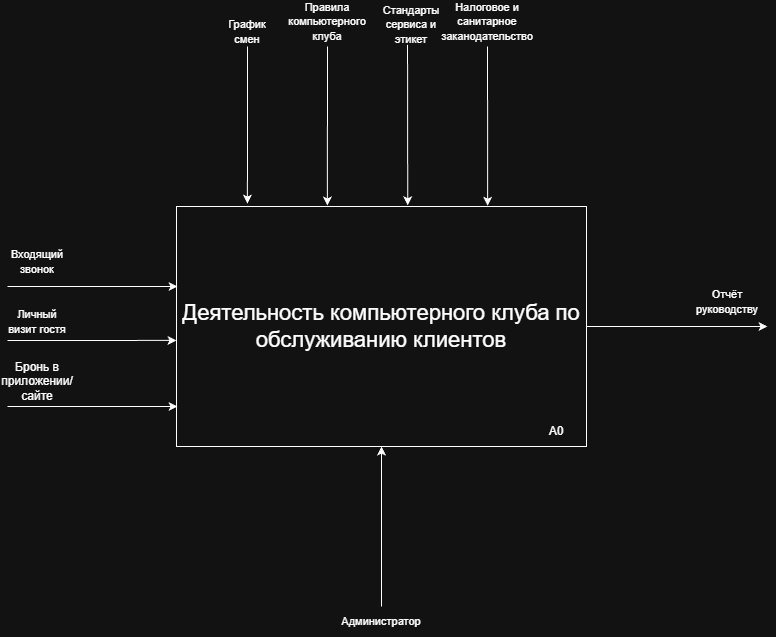 График
смен
Правила
компьютерного
клуба
Стандарты
сервиса и
этикет
Налоговое и
санитарное
заканодательство
Входящий
звонок
Личный
визит гостя
Бронь в
приложении/
сайте
Деятельность компьютерного клуба по
обслуживанию клиентов
A0
Отчёт
руководству
Администратор